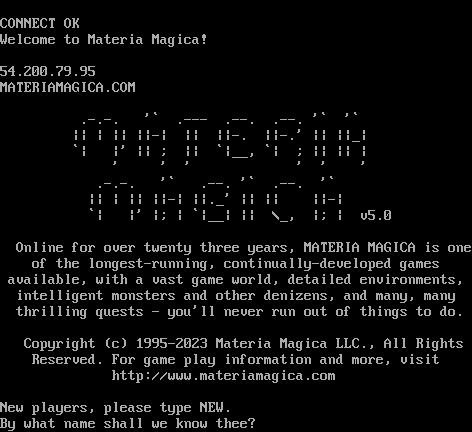 CONNECT OK
Welcome to Materia Magica!
54.200.79.95
MATERIAMAGICA.COM
MATERIA
MAGICA
v5.0
Online for over twenty three years, MATERIA MAGICA is one
of the longest-running, continually-developed games
available, with a vast game world, detailed environments,
intelligent monsters and other denizens, and many, many
thrilling quests - you'll never run out of things to do.
Copyright (c) 1995-2023 Materia Magica LLC., All Rights
Reserved. For game play information and more, visit
http://www.materiamagica.com
New players, please type NEW.
By what name shall we know thee?